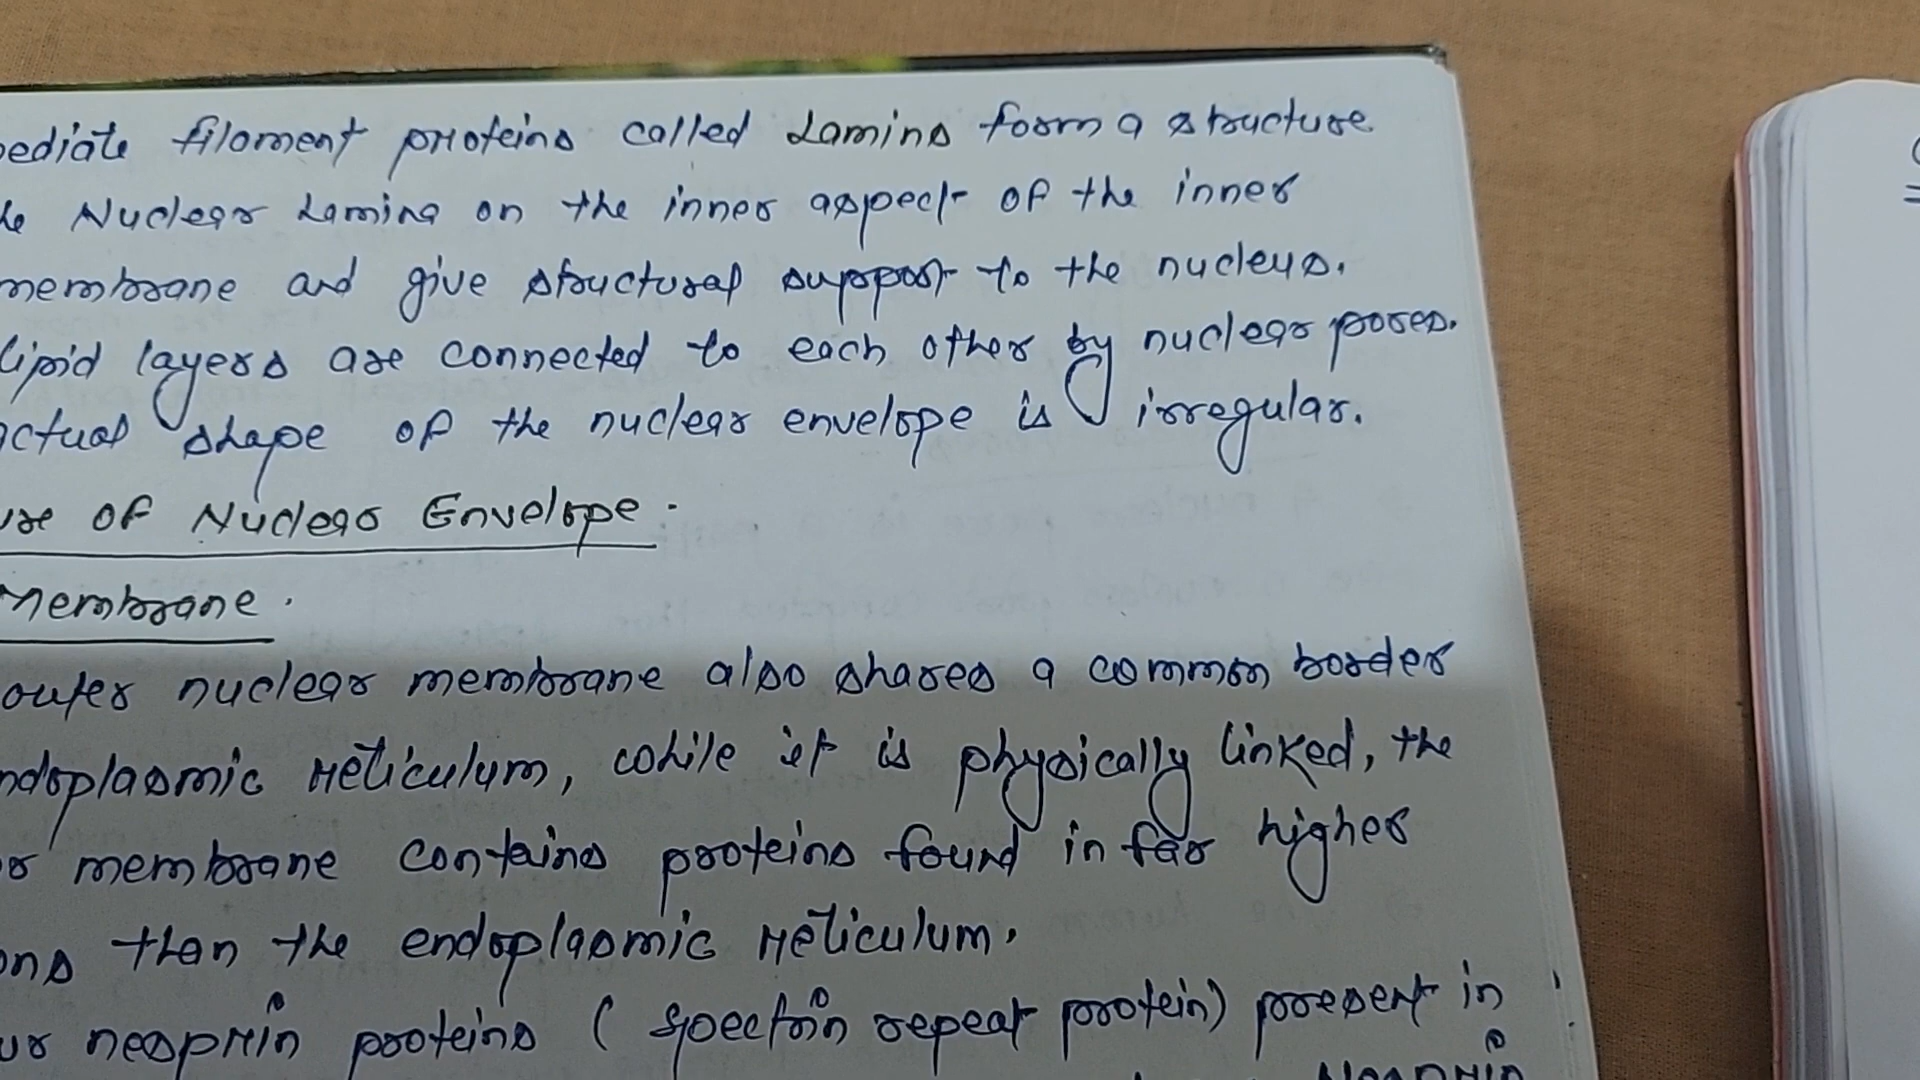 ediate filament proteins called Lamins form a structure
Nuclear Lamina on the inner aspect of the inner
membrane and give structural support to the nucleus.
lipid layers are connected to each other by nuclear pores.
actual shape of the nuclear envelope is irregular.
ure of Nuclear Envelope.
Membrane.
outer nuclear membrane also shares a common border
ndoplasmic reticulum, while it is physically linked, the
membrane contains proteins found in far higher
ons than the endoplasmic reticulum.
nesprin proteins (spectrin repeat protein) present in